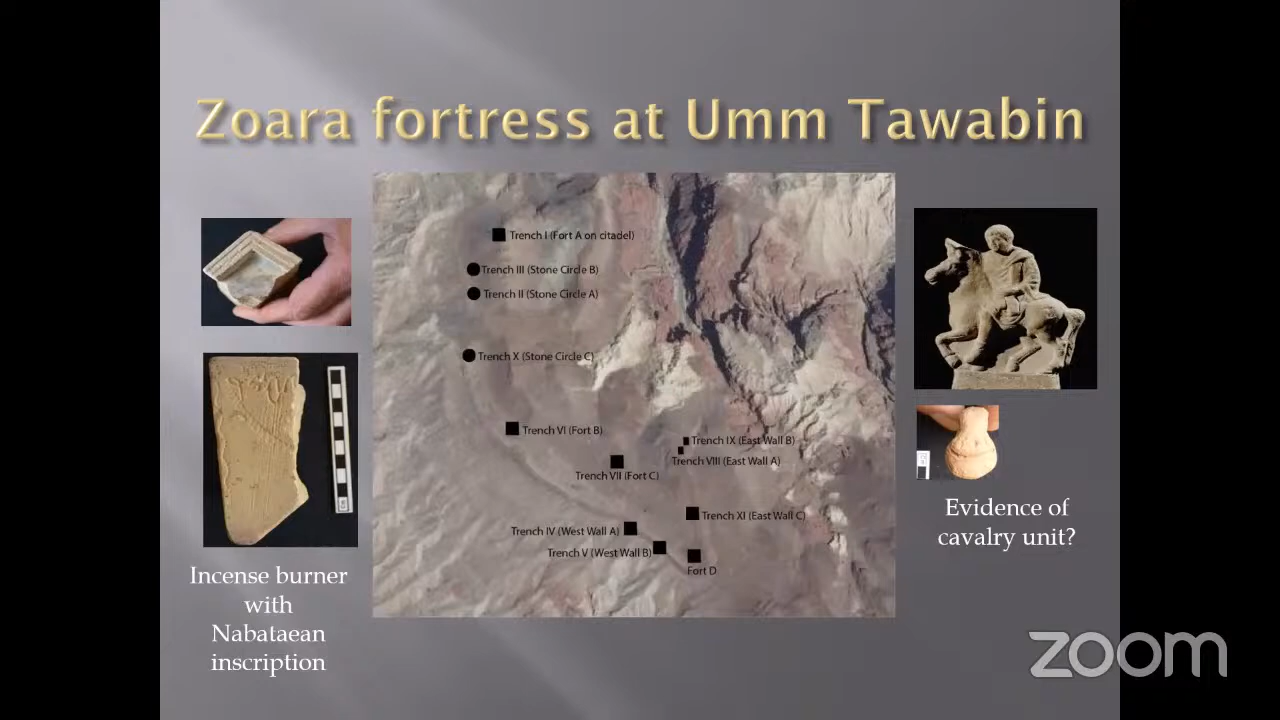 Zoara fortress at Umm Tawabin
Trench I (Fort A on citadel)
Trench III (Stone Circle B)
Trench II (Stone Circle A)
Trench X (Stone Circle C)
Trench VI (Fort B)
Trench IX (East Wall B)
Trench VIII (East Wall A)
Trench VII (Fort C)
Trench XI (East Wall C)
Trench IV (West Wall A)
Trench V (West Wall B)
Fort D
Incense burner
with
Nabataean
inscription
Evidence of
cavalry unit?
zoom